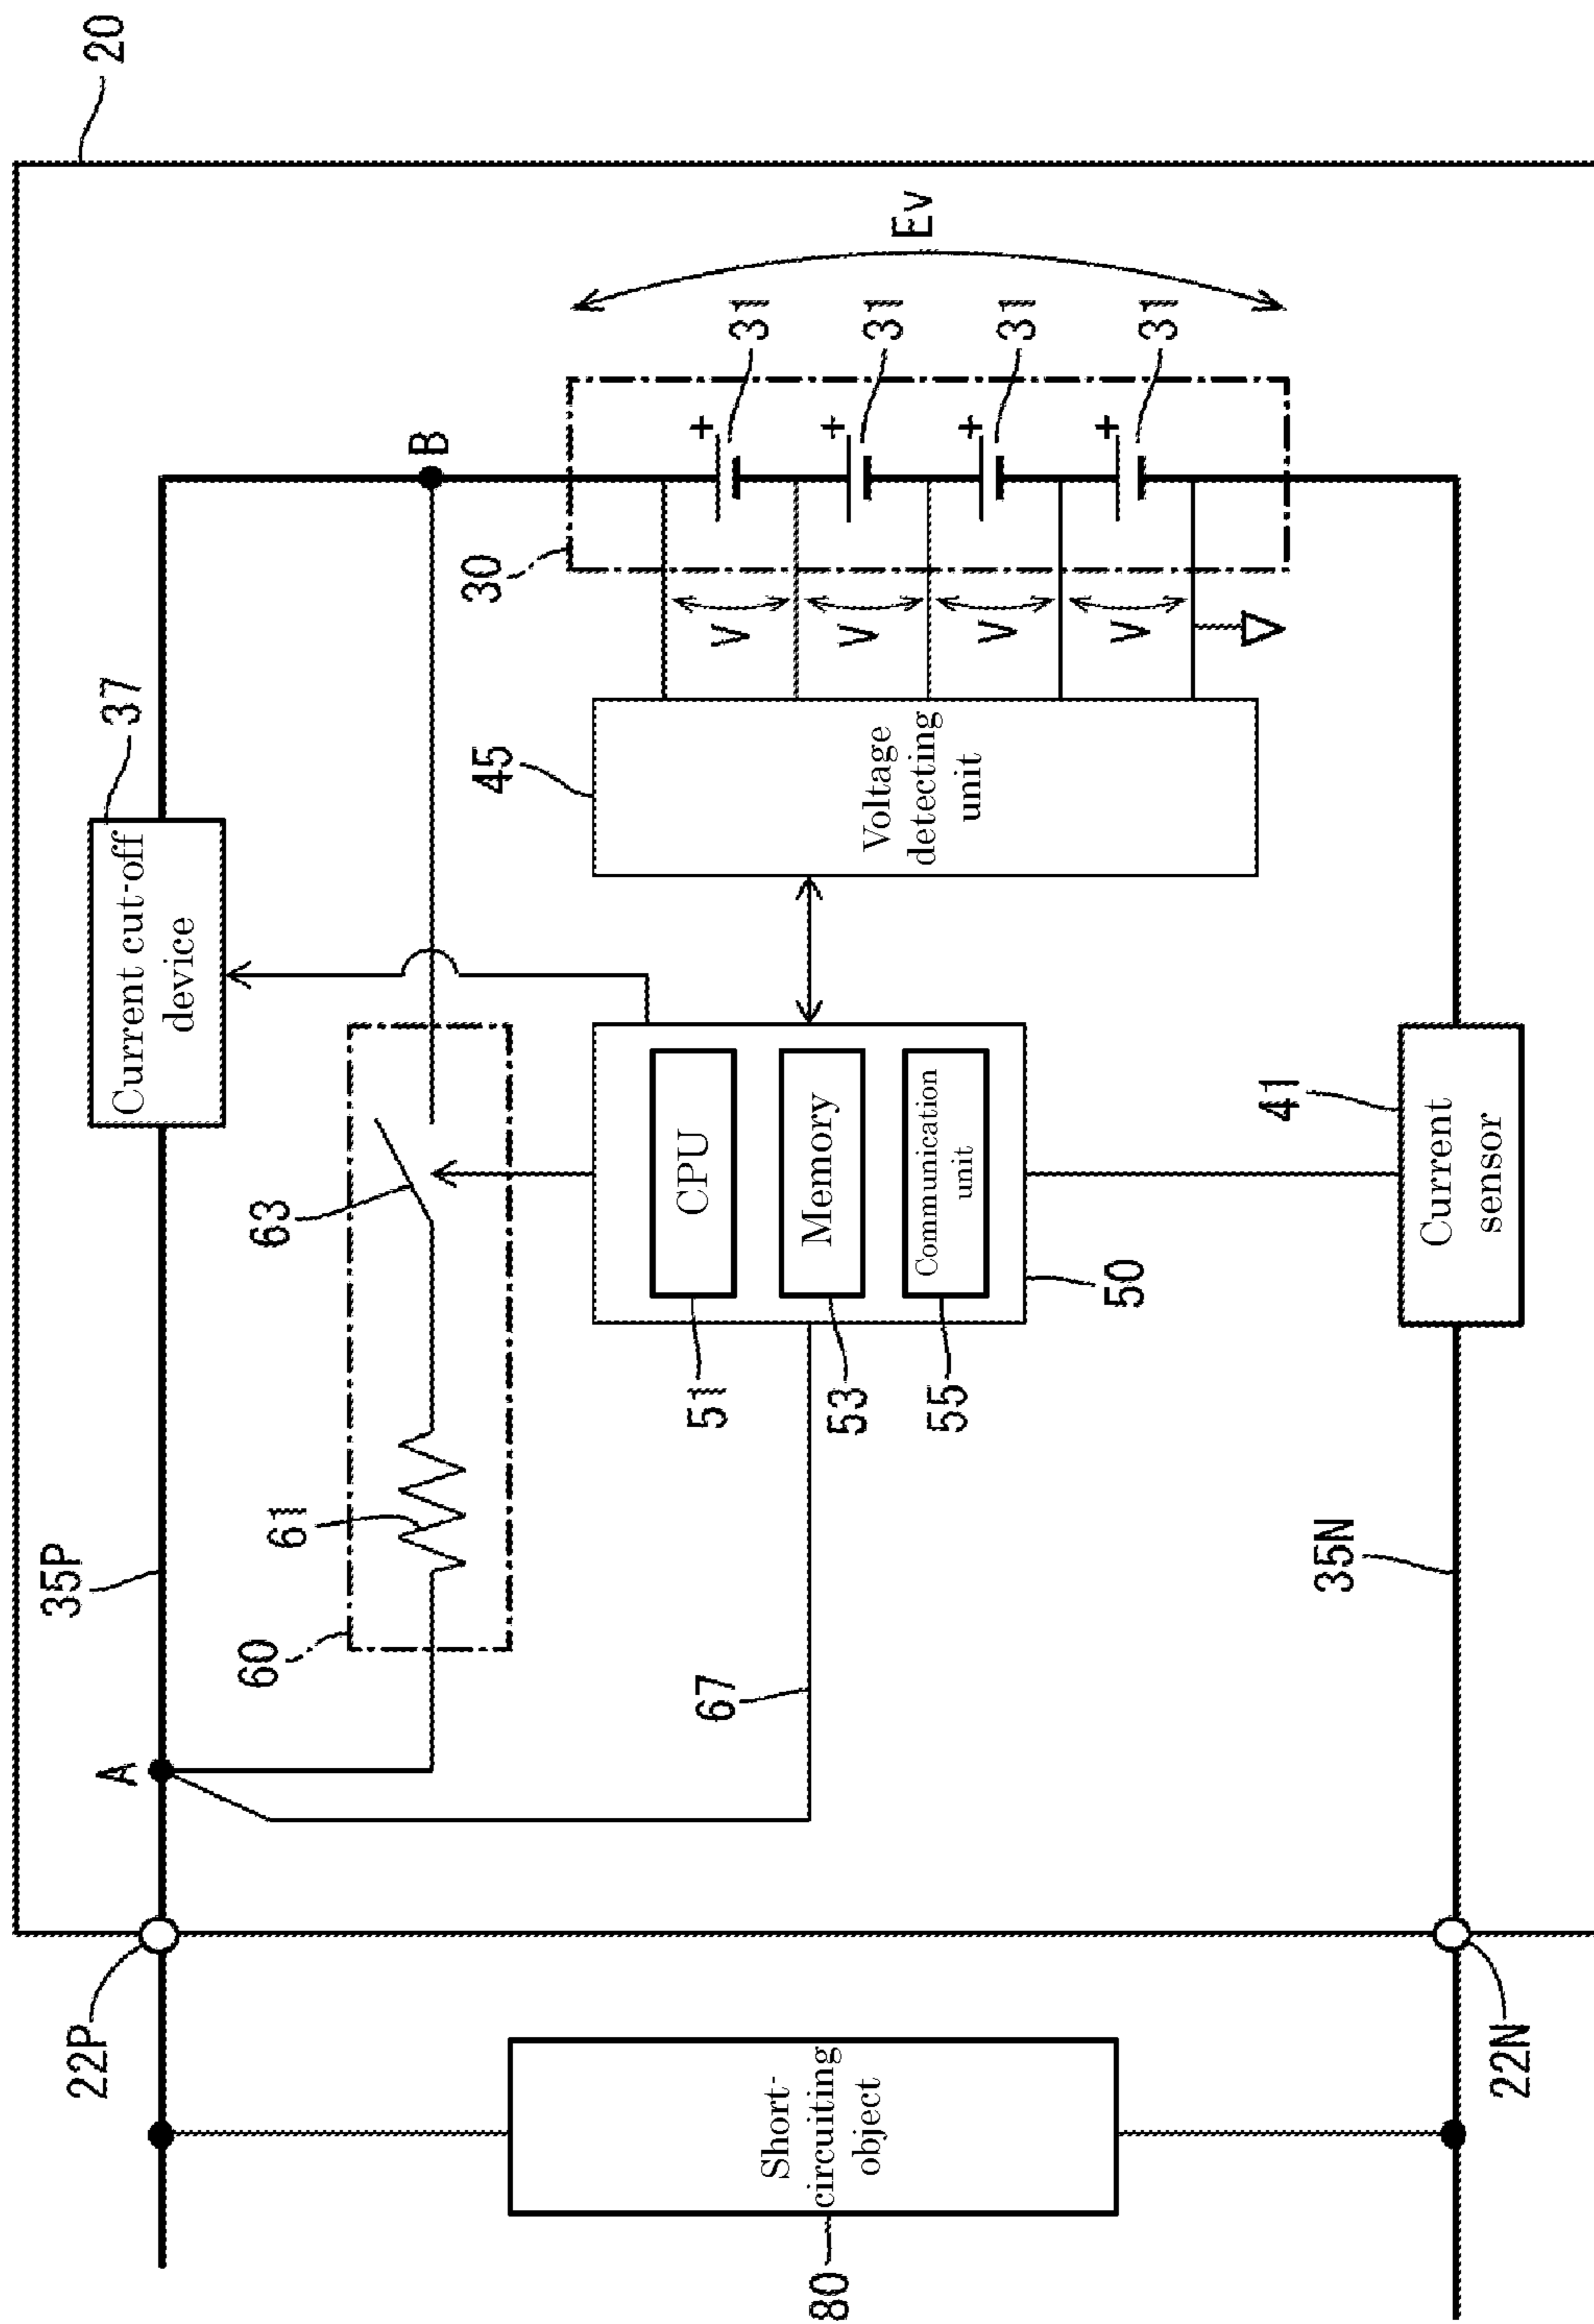 20
35P
37
Current cut-off
device
A
B
60
61
63
30
Ev
+
31
+
31
+
31
+
31
V
V
V
V
45
Voltage
detecting
unit
22P
67
CPU
Memory
Communication
unit
51
53
55
50
Short-
circuiting
object
80
41
Current
sensor
35N
22N